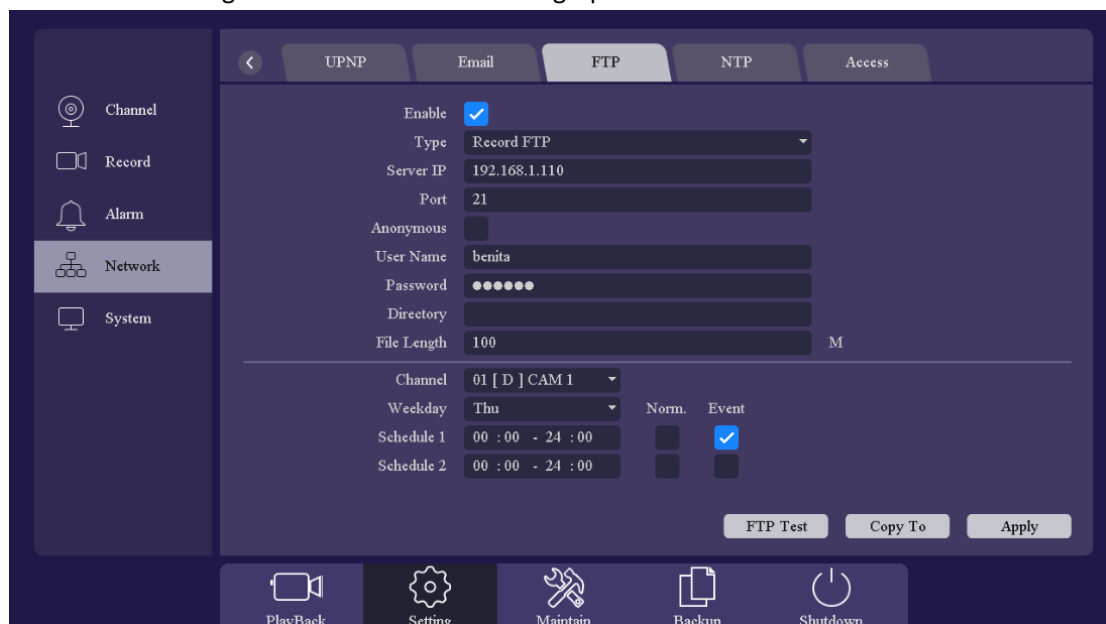 UPNP Email FTP NTP Access
Channel
Record
Alarm
Network
System
Enable
Type Record FTP
Server IP 192.168.1.110
Port 21
Anonymous
User Name benita
Password ●●●●●●
Directory
File Length 100 M
Channel 01 [ D ] CAM 1
Weekday Thu Norm. Event
Schedule 1 00 :00 - 24 :00
Schedule 2 00 :00 - 24 :00
FTP Test Copy To Apply
PlayBack Setting Maintain Backup Shutdown